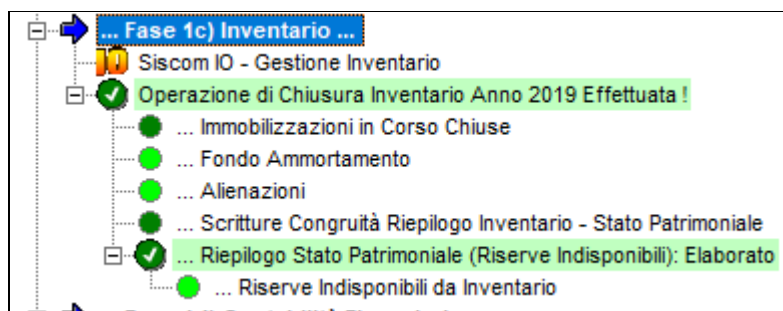 ... Fase 1c) Inventario ...
Siscom IO - Gestione Inventario
Operazione di Chiusura Inventario Anno 2019 Effettuata !
... Immobilizzazioni in Corso Chiuse
... Fondo Ammortamento
... Alienazioni
... Scritture Congruità Riepilogo Inventario - Stato Patrimoniale
... Riepilogo Stato Patrimoniale (Riserve Indisponibili): Elaborato
... Riserve Indisponibili da Inventario